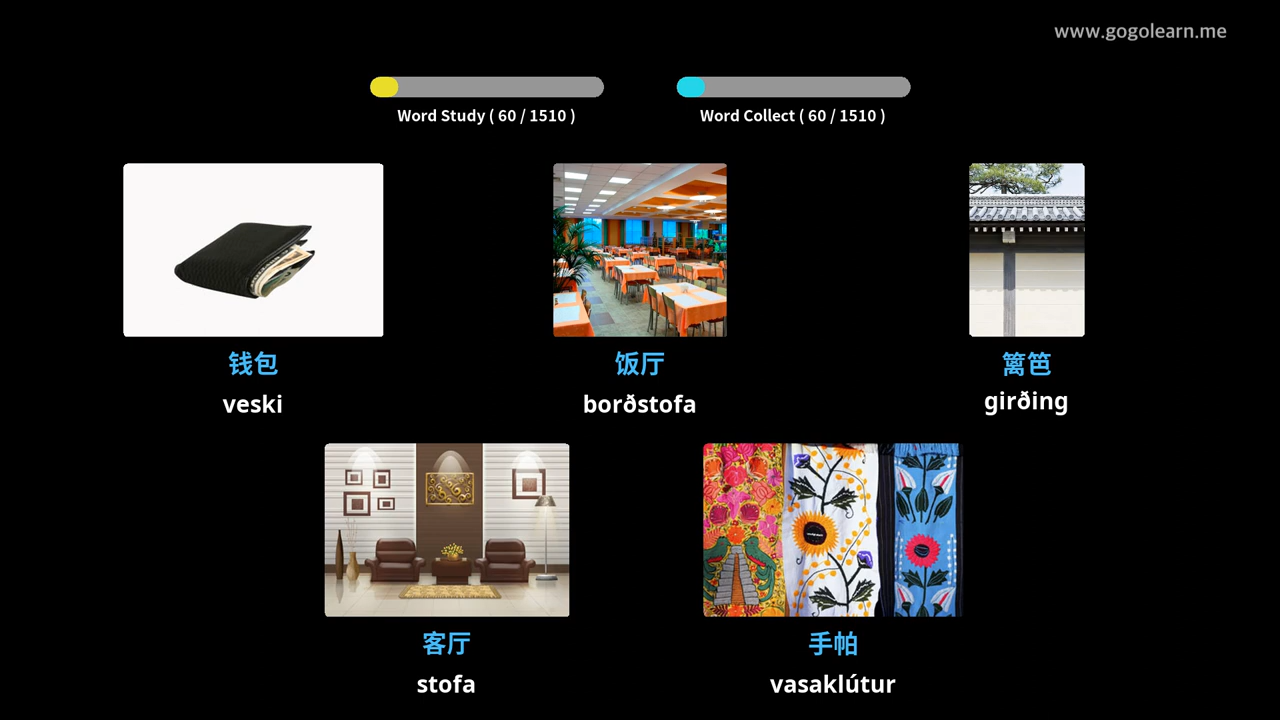 www.gogolearn.me
Word Study ( 60 / 1510 )
Word Collect ( 60 / 1510 )
钱包
veski
饭厅
borðstofa
篱笆
girðing
客厅
stofa
手帕
vasaklútur